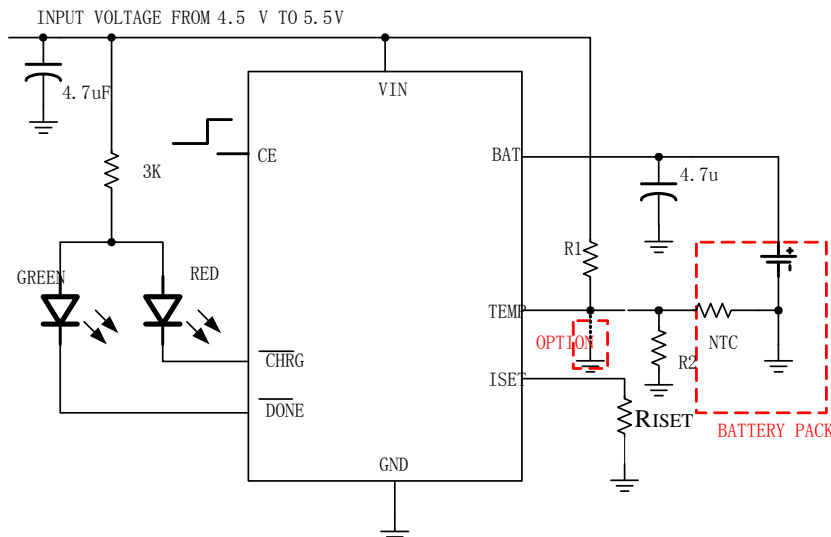 INPUT VOLTAGE FROM 4.5 V TO 5.5V
4.7uF
VIN
CE
BAT
3K
4.7u
R1
GREEN
RED
+
TEMP
OPTION
NTC
R2
CHRG
ISET
DONE
RISET
BATTERY PACK
GND